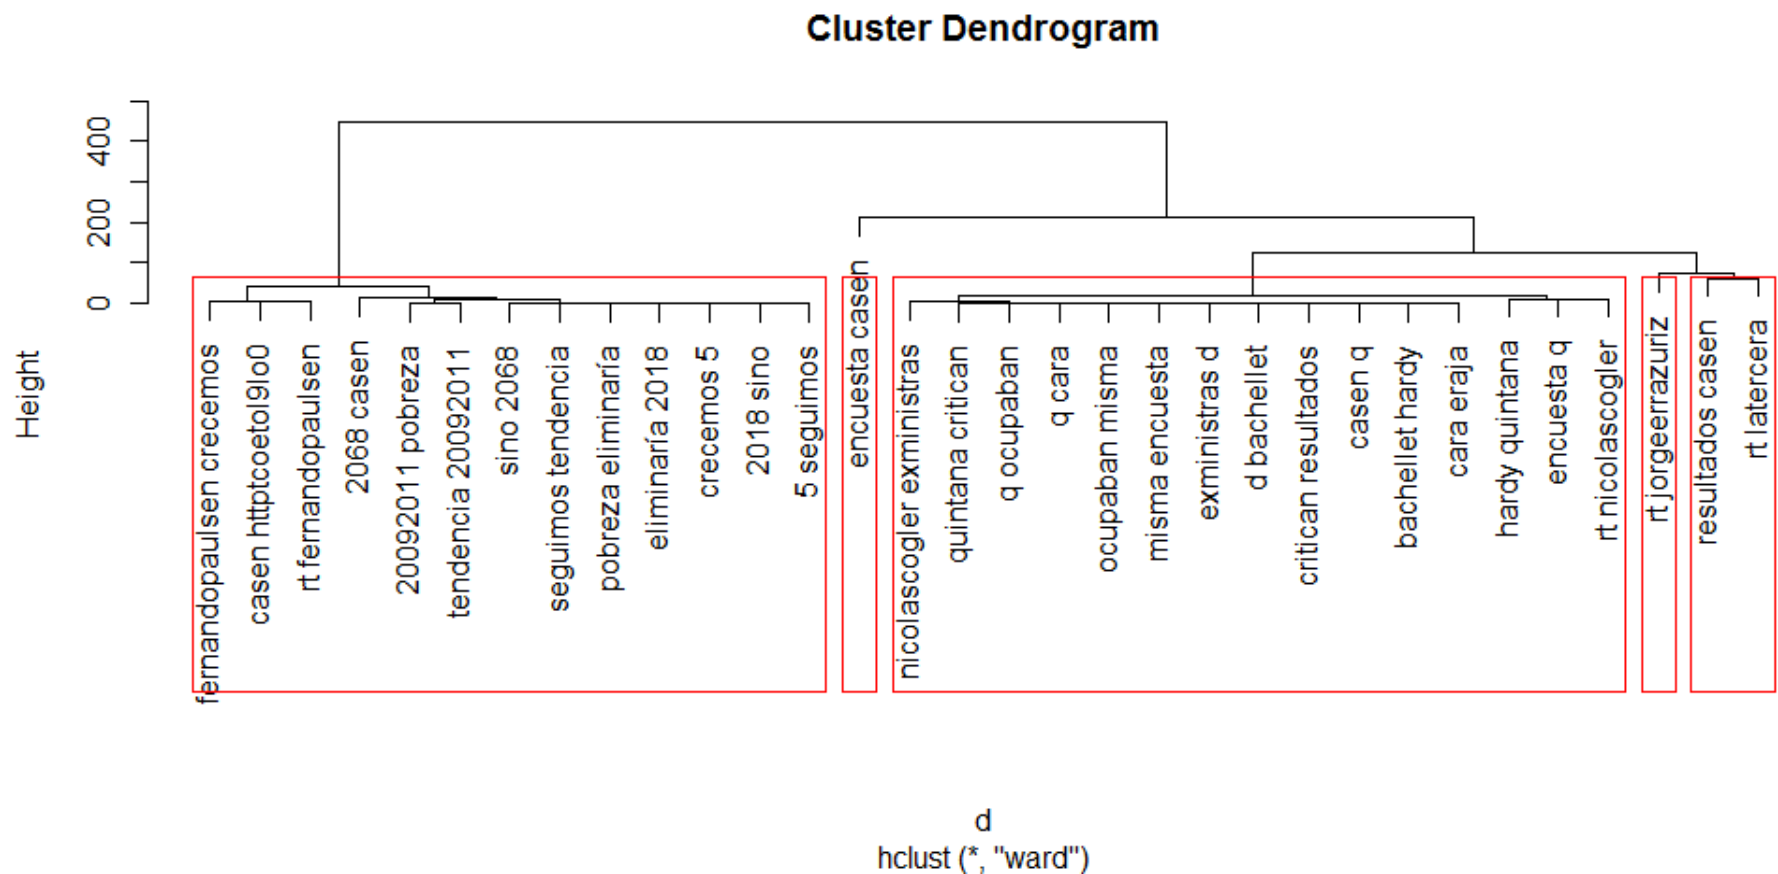 Cluster Dendrogram
Height
0
200
400
fernandopaulsen crecemos
casen httptcoetol9lo0
rt fernandopaulsen
2068 casen
20092011 pobreza
tendencia 20092011
sino 2068
seguimos tendencia
pobreza eliminaría
eliminaría 2018
crecemos 5
2018 sino
5 seguimos
encuesta casen
nicolascogler exministras
quintana critican
q ocupaban
q cara
ocupaban misma
misma encuesta
exministras d
d bachellet
critican resultados
casen q
bachellet hardy
cara eraja
hardy quintana
encuesta q
rt nicolascogler
rt jorgeerrazuriz
resultados casen
rt latercera
d
hclust (*, "ward")